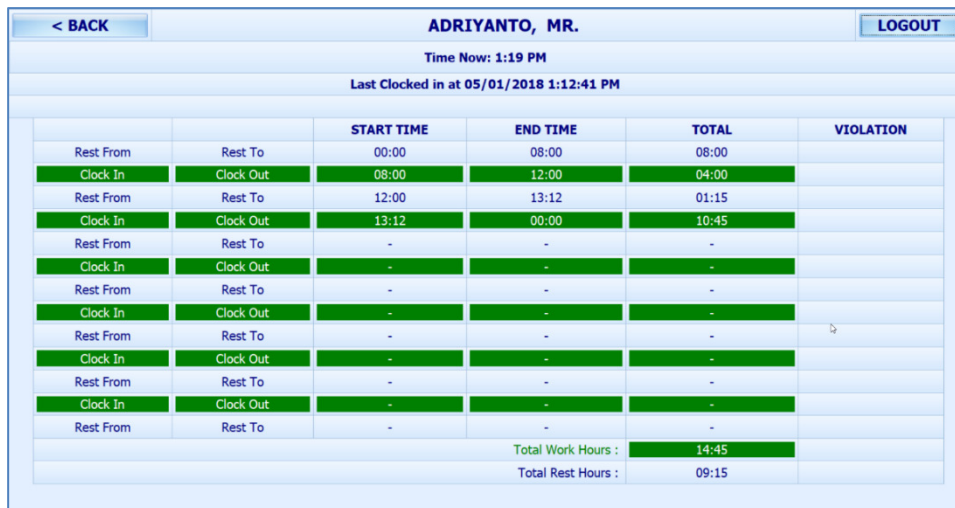 < BACK ADRIYANTO, MR. LOGOUT
Time Now: 1:19 PM
Last Clocked in at 05/01/2018 1:12:41 PM
START TIME END TIME TOTAL VIOLATION
Rest From Rest To 00:00 08:00 08:00
Clock In Clock Out 08:00 12:00 04:00
Rest From Rest To 12:00 13:12 01:15
Clock In Clock Out 13:12 00:00 10:45
Rest From Rest To - - -
Clock In Clock Out - - -
Rest From Rest To - - -
Clock In Clock Out - - -
Rest From Rest To - - -
Clock In Clock Out - - -
Rest From Rest To - - -
Clock In Clock Out - - -
Rest From Rest To - - -
Total Work Hours : 14:45
Total Rest Hours : 09:15